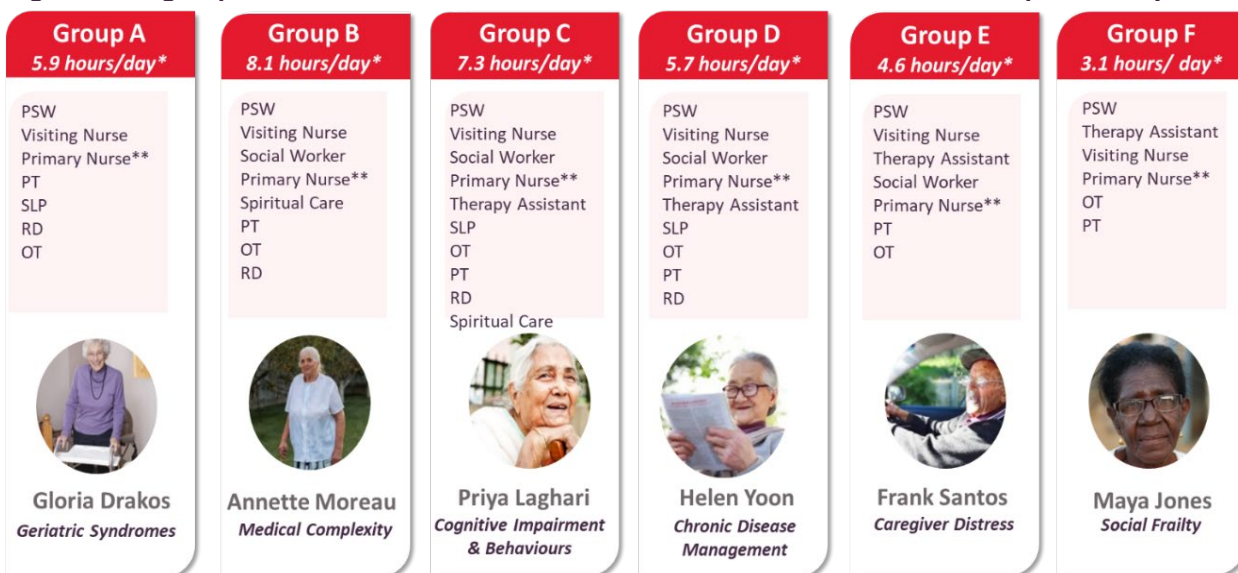 Group A
5.9 hours/day*
PSW
Visiting Nurse
Primary Nurse**
PT
SLP
RD
OT
Gloria Drakos
Geriatric Syndromes
Group B
8.1 hours/day*
PSW
Visiting Nurse
Social Worker
Primary Nurse**
Spiritual Care
PT
OT
RD
Annette Moreau
Medical Complexity
Group C
7.3 hours/day*
PSW
Visiting Nurse
Social Worker
Primary Nurse**
Therapy Assistant
SLP
OT
PT
RD
Spiritual Care
Priya Laghari
Cognitive Impairment
& Behaviours
Group D
5.7 hours/day*
PSW
Visiting Nurse
Social Worker
Primary Nurse**
Therapy Assistant
SLP
OT
PT
RD
Helen Yoon
Chronic Disease
Management
Group E
4.6 hours/day*
PSW
Visiting Nurse
Therapy Assistant
Social Worker
Primary Nurse**
PT
OT
Frank Santos
Caregiver Distress
Group F
3.1 hours/ day*
PSW
Therapy Assistant
Visiting Nurse
Primary Nurse**
OT
PT
Maya Jones
Social Frailty